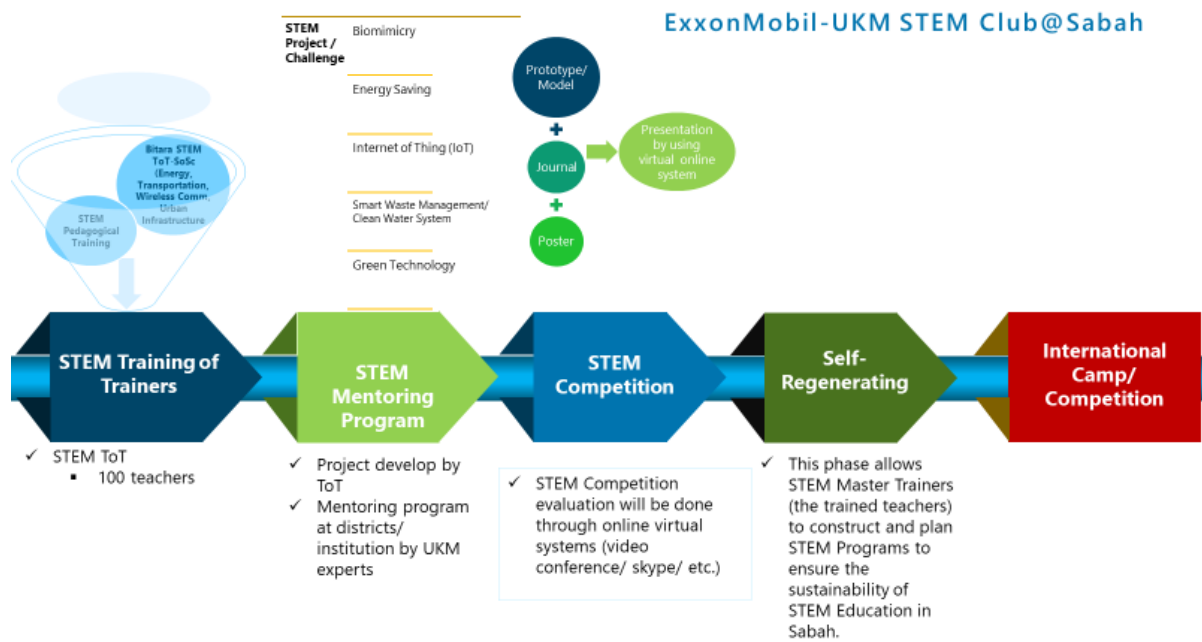 ExxonMobil-UKM STEM Club@Sabah
STEM
Project /
Challenge
Biomimicry
Energy Saving
Internet of Thing (IoT)
Smart Waste Management/
Clean Water System
Green Technology
Prototype/
Model
Journal
Poster
Presentation
by using
virtual online
system
Bitara STEM
ToT-SoSc
(Energy,
Transportation,
Wireless Comm,
Urban
Infrastructure
STEM
Pedagogical
Training
STEM Training of
Trainers
STEM
Mentoring
Program
STEM
Competition
Self-
Regenerating
International
Camp/
Competition
✓ STEM ToT
▪ 100 teachers
✓ Project develop by
ToT
✓ Mentoring program
at districts/
institution by UKM
experts
✓ STEM Competition
evaluation will be done
through online virtual
systems (video
conference/ skype/ etc.)
✓ This phase allows
STEM Master Trainers
(the trained teachers)
to construct and plan
STEM Programs to
ensure the
sustainability of
STEM Education in
Sabah.